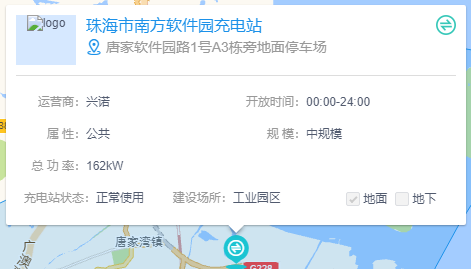 logo
珠海市南方软件园充电站
唐家软件园路1号A3栋旁地面停车场
运营商: 兴诺 开放时间: 00:00-24:00
属 性: 公共 规 模: 中规模
总 功 率: 162kW
充电站状态: 正常使用 建设场所: 工业园区 地面 地下
唐家湾镇
广澳
G228